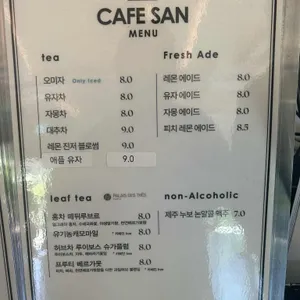 CAFE SAN
MENU
tea
오미자 Only Iced 8.0
유자차 8.0
자몽차 8.0
대추차 9.0
레몬 진저 블로썸 9.0
애플 유자 9.0
Fresh Ade
레몬 에이드 8.0
유자 에이드 8.0
자몽 에이드 8.0
피치 레몬 에이드 8.5
leaf tea
홍차 떼뒤루브르 8.0
유기농캐모마일 8.0
허브차 루이보스 슈가플럼 8.0
프루티 베르가못 8.0
non-Alcoholic
제주 누보 논알콜 맥주 7.0